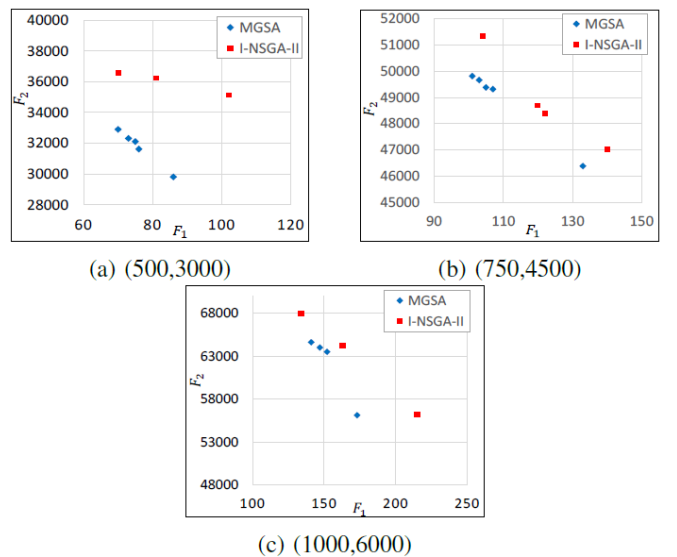 40000
38000
36000
34000
32000
30000
28000
F2
60 80 100 120
F1
MGSA
I-NSGA-II
(a) (500,3000)
52000
51000
50000
49000
48000
47000
46000
45000
F2
90 110 130 150
F1
MGSA
I-NSGA-II
(b) (750,4500)
68000
63000
58000
53000
48000
F2
100 150 200 250
F1
MGSA
I-NSGA-II
(c) (1000,6000)